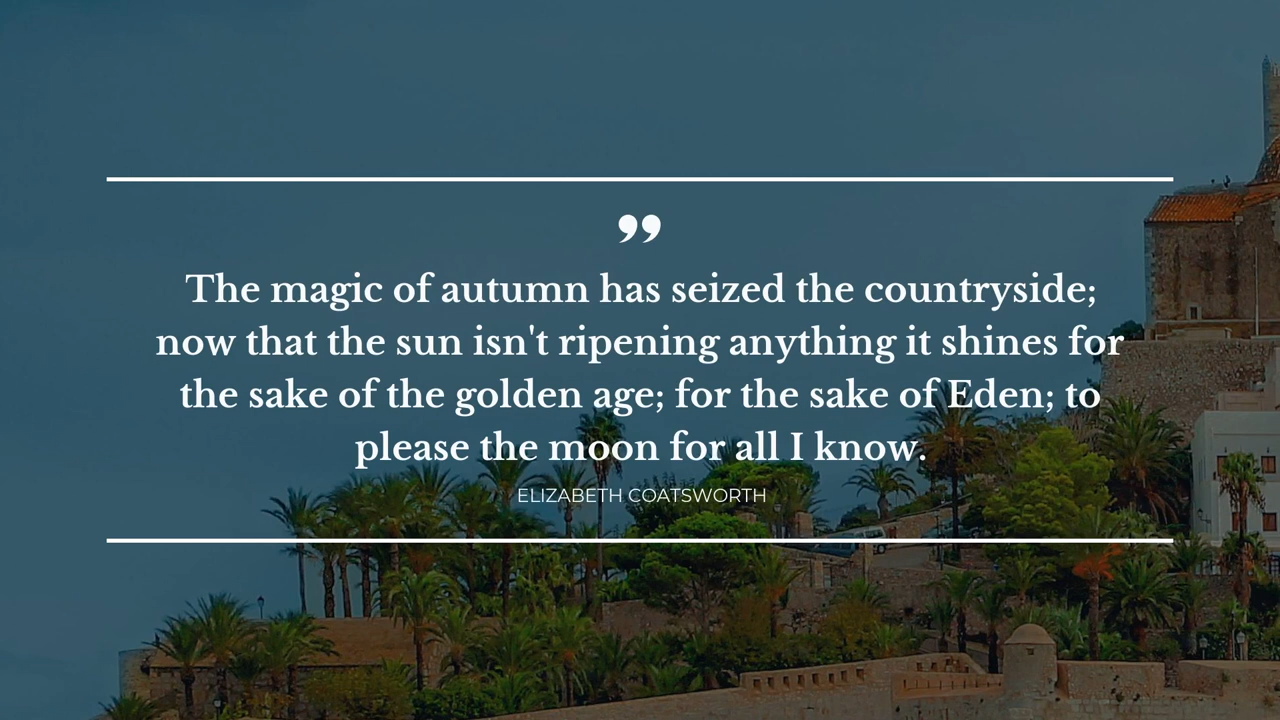 ”
The magic of autumn has seized the countryside;
now that the sun isn't ripening anything it shines for
the sake of the golden age; for the sake of Eden; to
please the moon for all I know.
ELIZABETH COATSWORTH